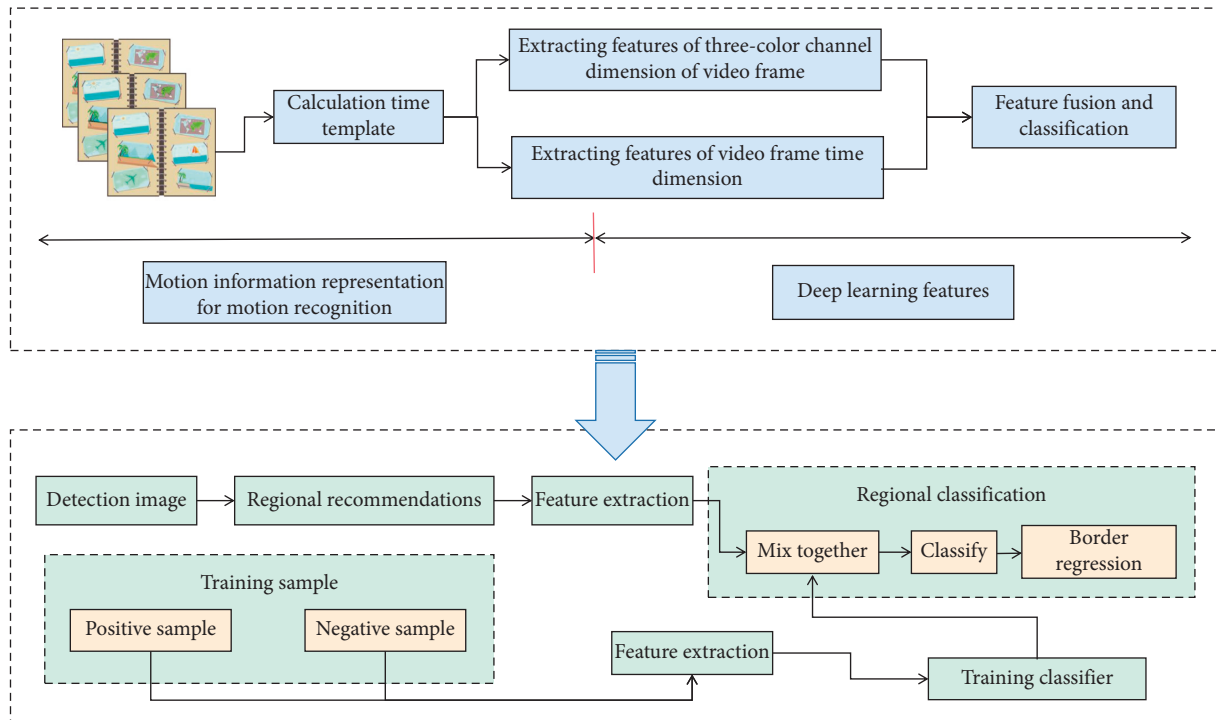 Extracting features of three-color channel
dimension of video frame
Calculation time
template
Feature fusion and
classification
Extracting features of video frame time
dimension
Motion information representation
for motion recognition
Deep learning features
Detection image
Regional recommendations
Feature extraction
Regional classification
Mix together
Classify
Border
regression
Training sample
Positive sample
Negative sample
Feature extraction
Training classifier